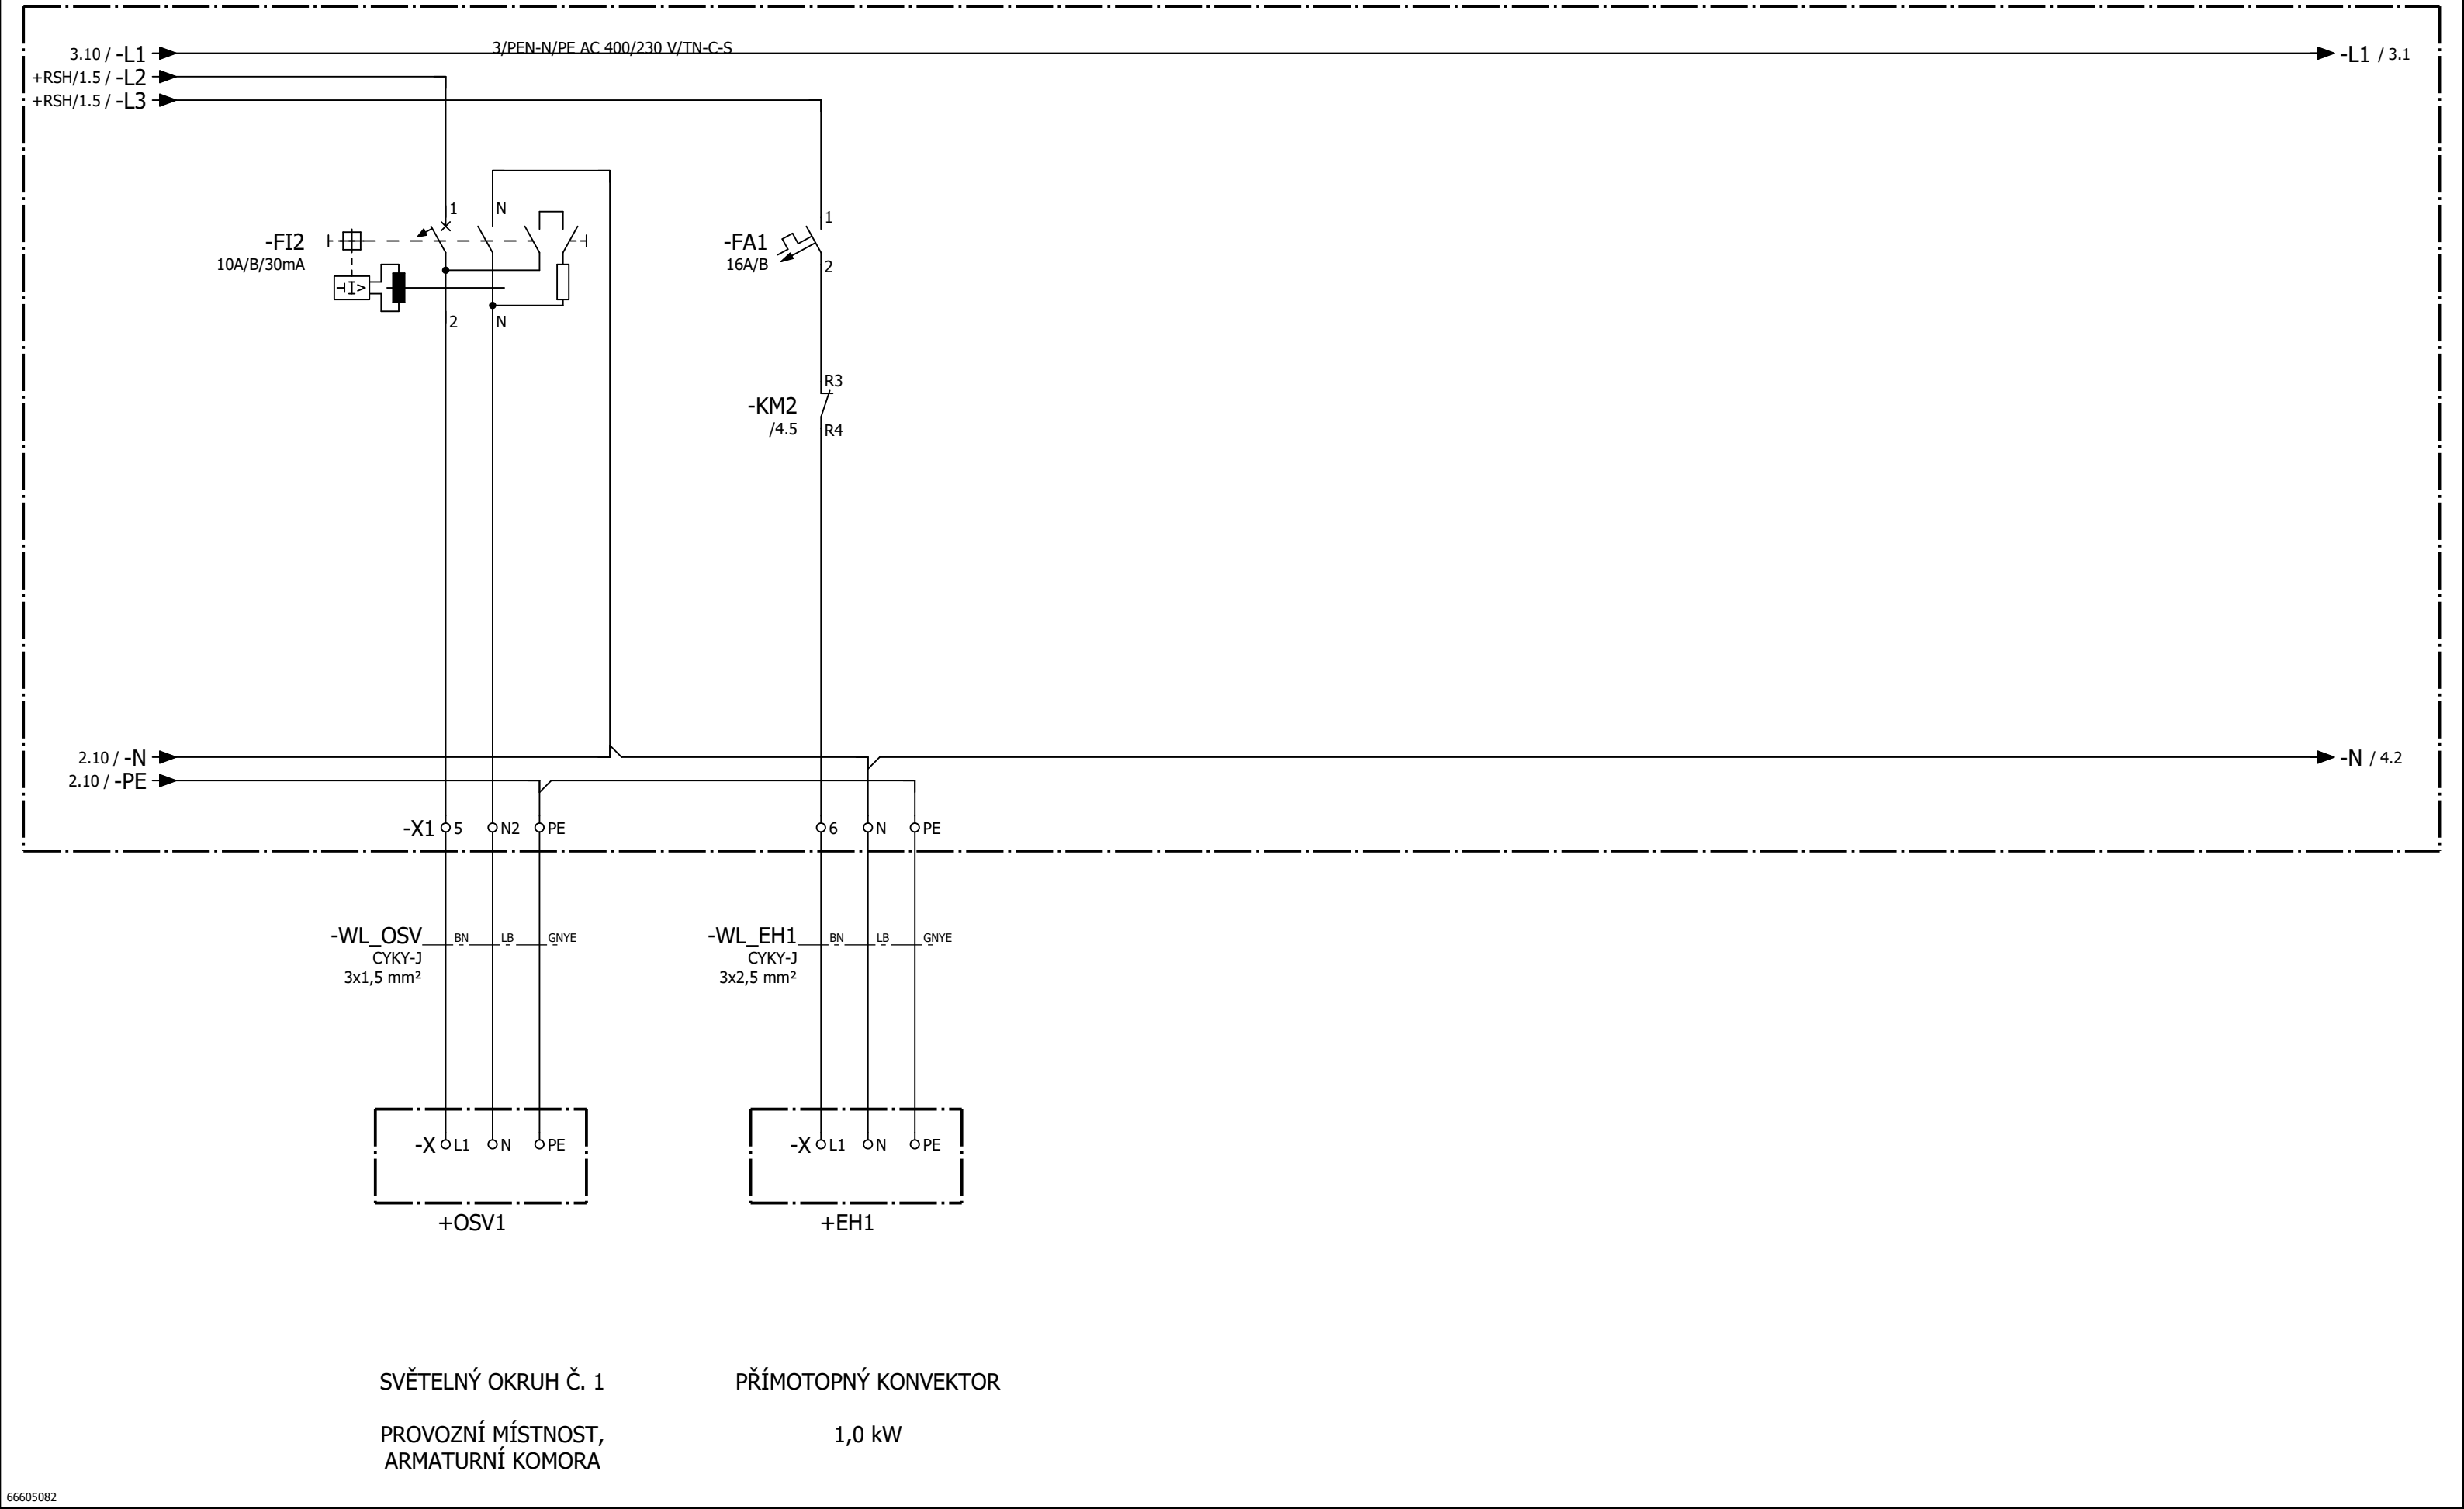 3.10 / -L1
3/PEN-N/PE AC 400/230 V/TN-C-S
-L1 / 3.1
+RSH/1.5 / -L2
+RSH/1.5 / -L3
1
N
-FI2
10A/B/30mA
I>
2
N
1
-FA1
16A/B
2
R3
-KM2
/4.5
R4
2.10 / -N
-N / 4.2
2.10 / -PE
-X1 5 N2 PE
6 N PE
-WL_OSV BN LB GNYE
CYKY-J
3x1,5 mm²
-WL_EH1 BN LB GNYE
CYKY-J
3x2,5 mm²
-X L1 N PE
+OSV1
-X L1 N PE
+EH1
SVĚTELNÝ OKRUH Č. 1
PROVOZNÍ MÍSTNOST,
ARMATURNÍ KOMORA
PŘÍMOTOPNÝ KONVEKTOR
1,0 kW
66605082